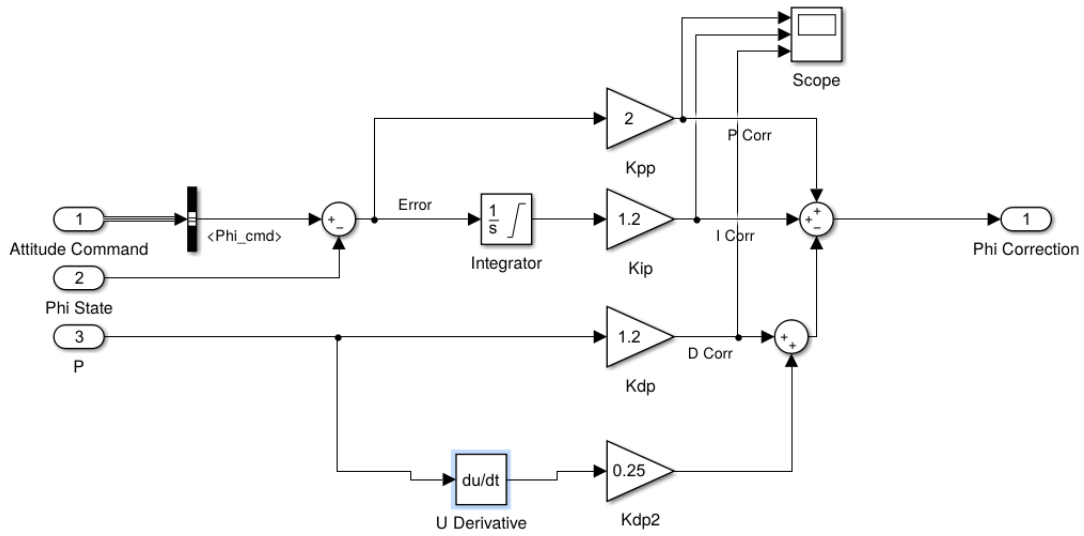 Scope
2
P Corr
Kpp
1
Attitude Command
<Phi_cmd>
+
−
Error
1
s
Integrator
1.2
I Corr
Kip
+
+
−
1
Phi Correction
2
Phi State
3
P
1.2
D Corr
Kdp
+
+
du/dt
U Derivative
0.25
Kdp2